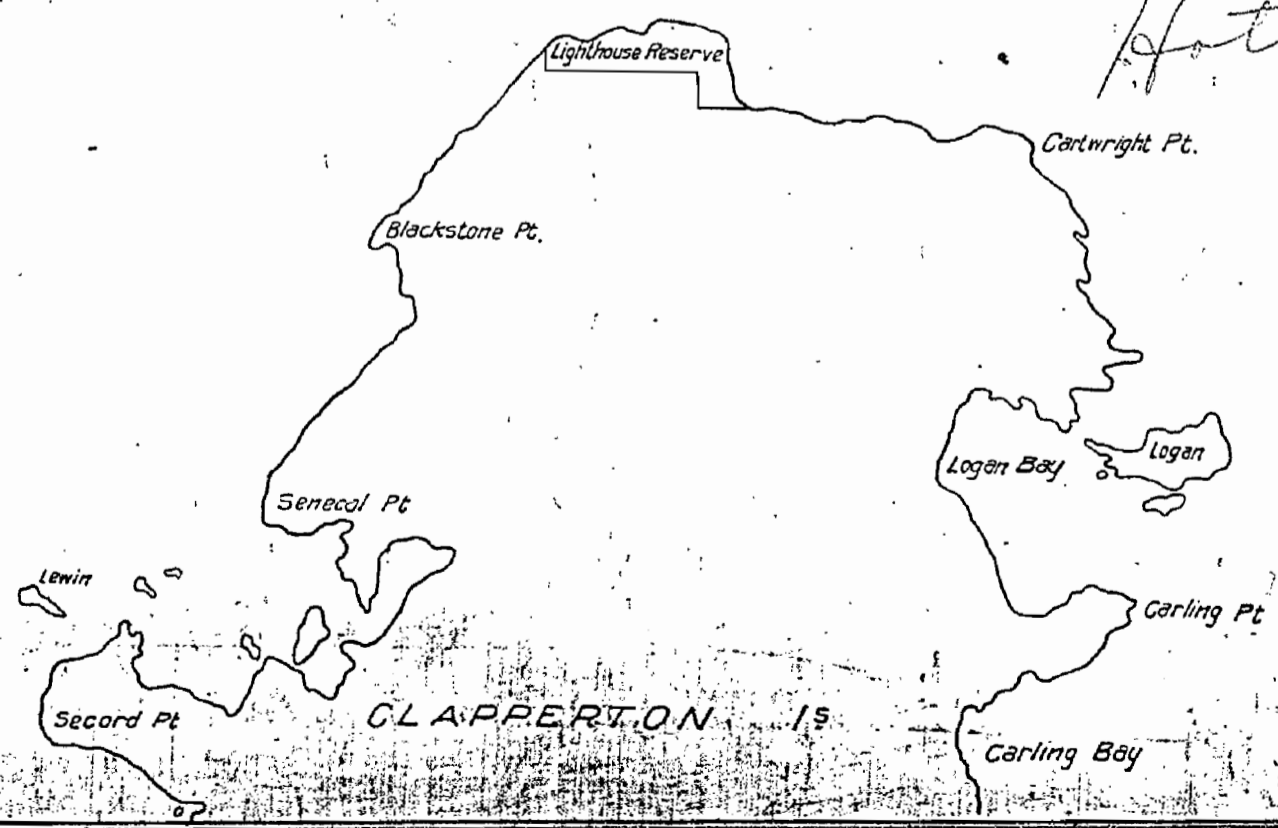 Lighthouse Reserve
Cartwright Pt.
Blackstone Pt.
Logan
Logan Bay
Senecal Pt
Lewin
Carling Pt
Secord Pt
CLAPPERTON Is
Carling Bay